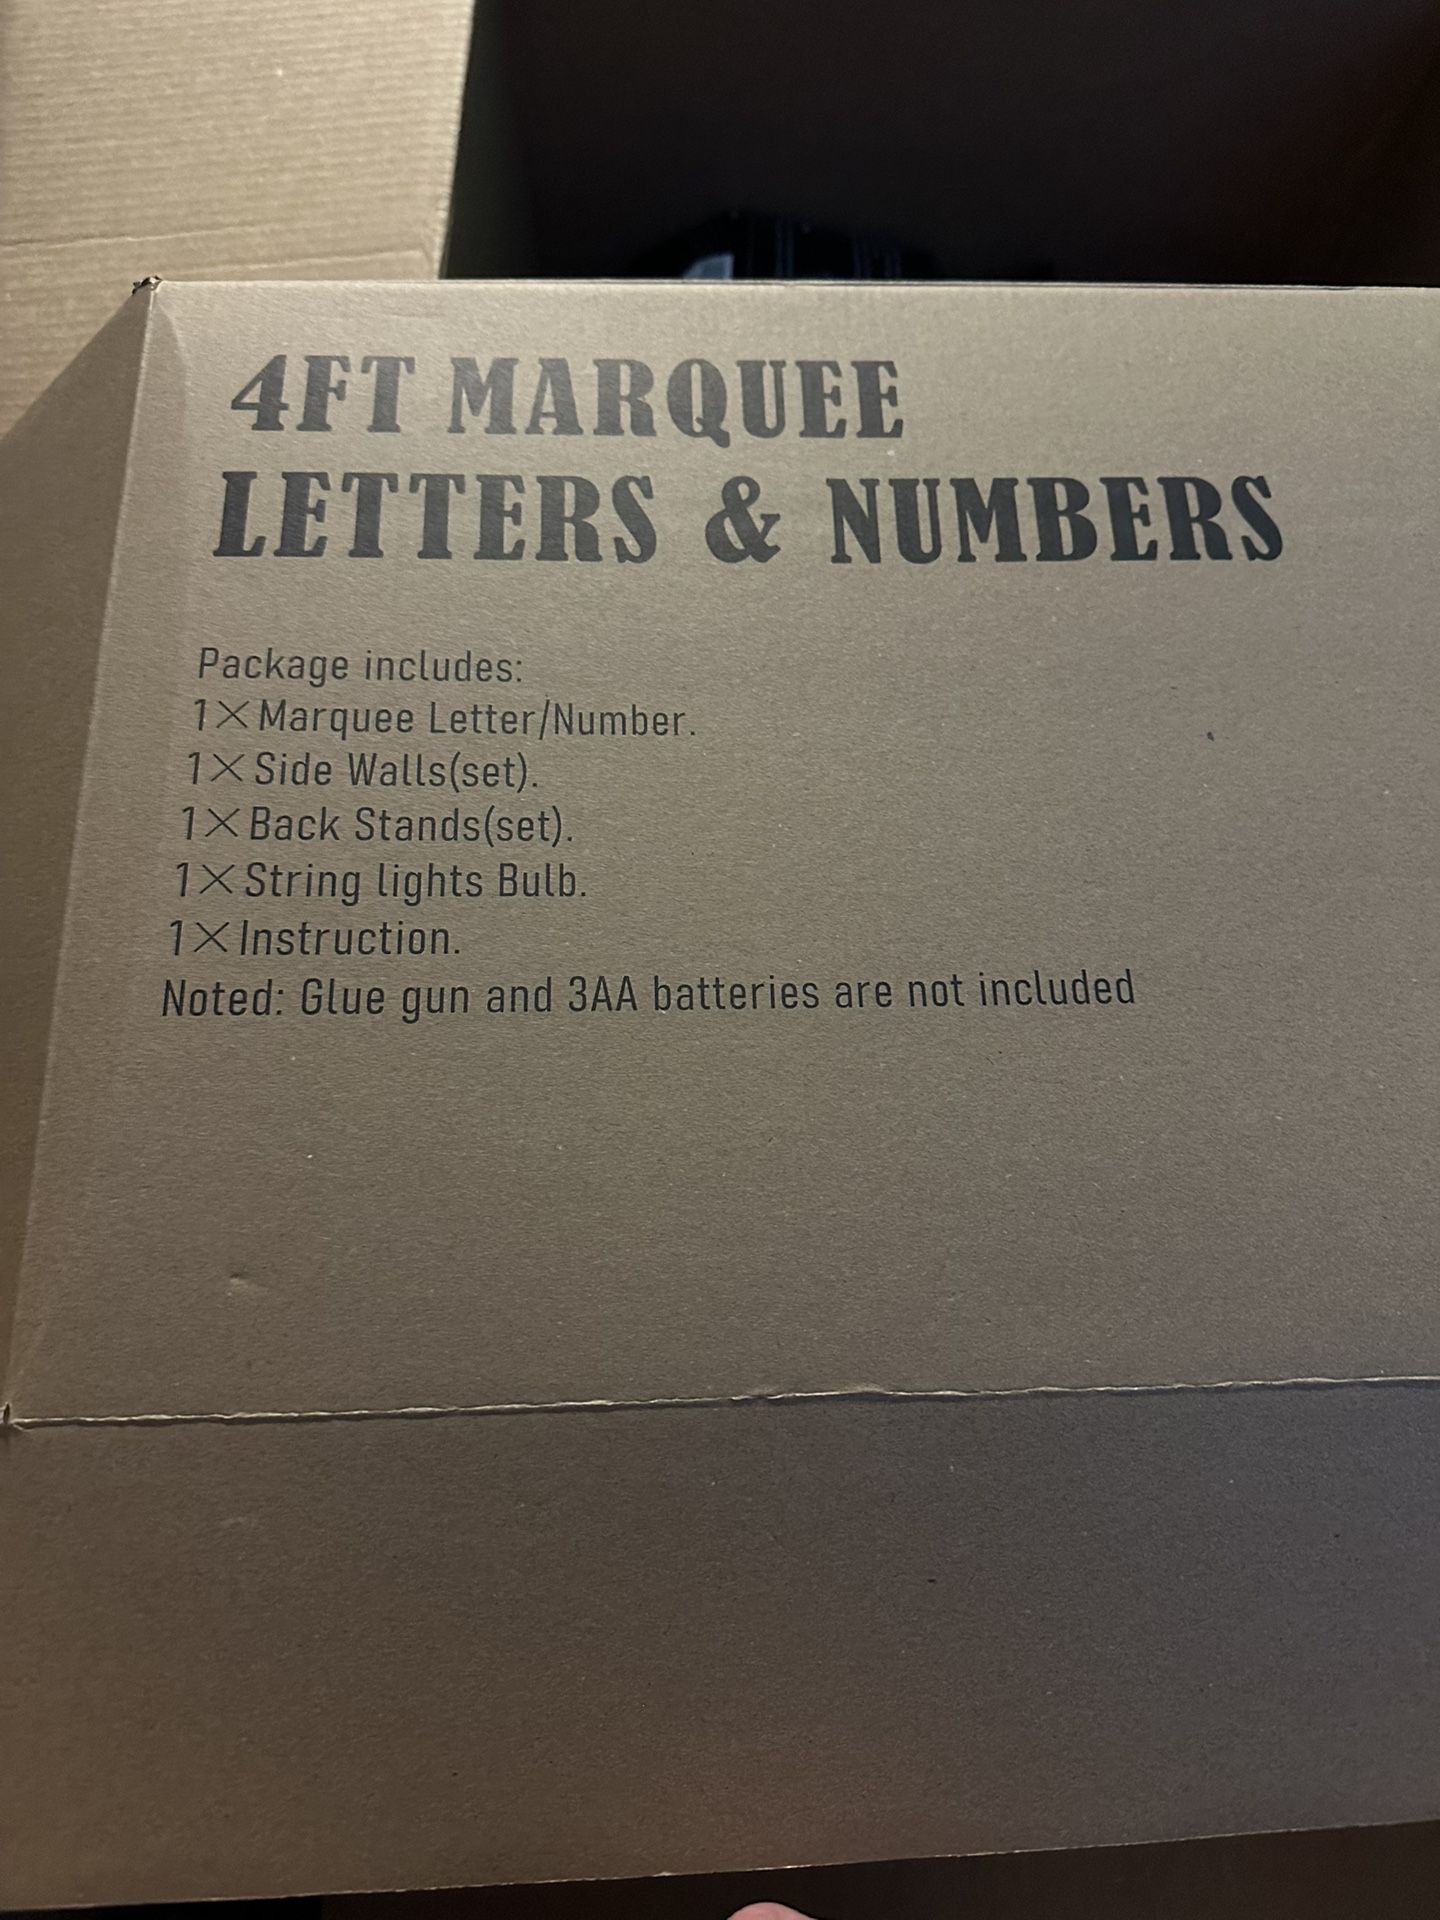 4FT MARQUEE
LETTERS & NUMBERS
Package includes:
1×Marquee Letter/Number.
1×Side Walls(set).
1×Back Stands(set).
1×String lights Bulb.
1×Instruction.
Noted: Glue gun and 3AA batteries are not included